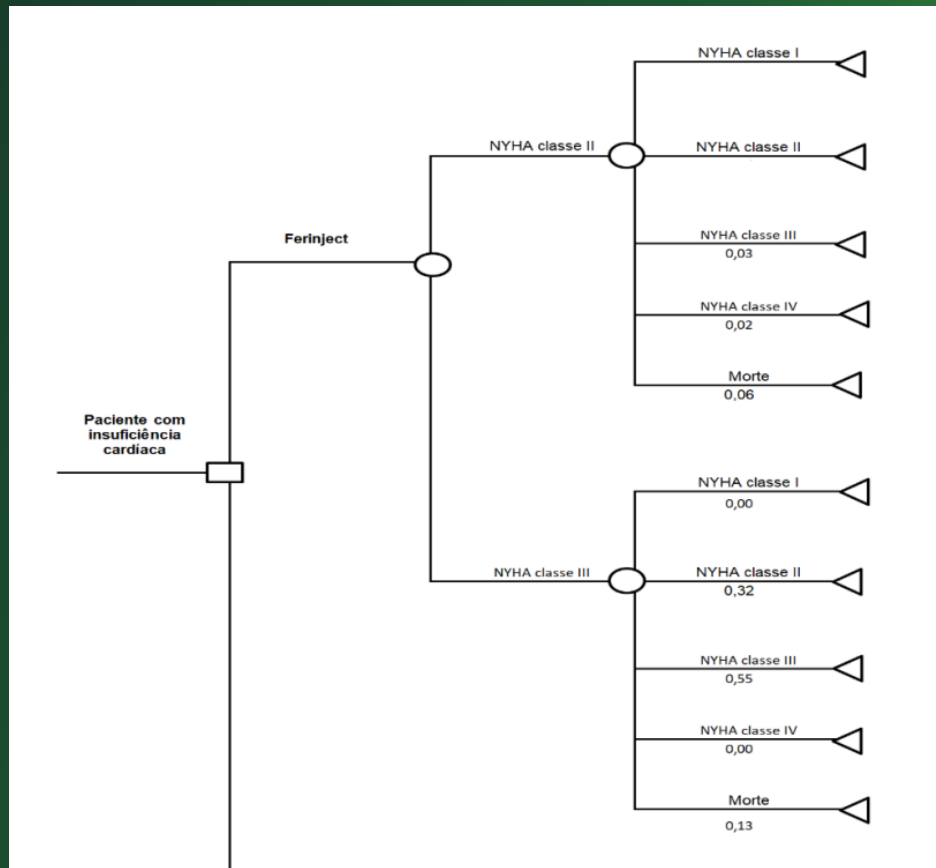 NYHA classe I
NYHA classe II
NYHA classe II
NYHA classe III
0,03
Ferinject
NYHA classe IV
0,02
Morte
0,06
Paciente com
insuficiência
cardíaca
NYHA classe I
0,00
NYHA classe III
NYHA classe II
0,32
NYHA classe III
0,55
NYHA classe IV
0,00
Morte
0,13